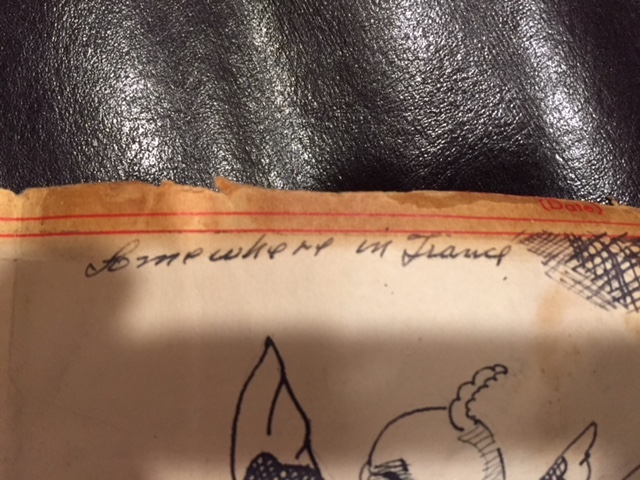 (Date)
Somewhere in France